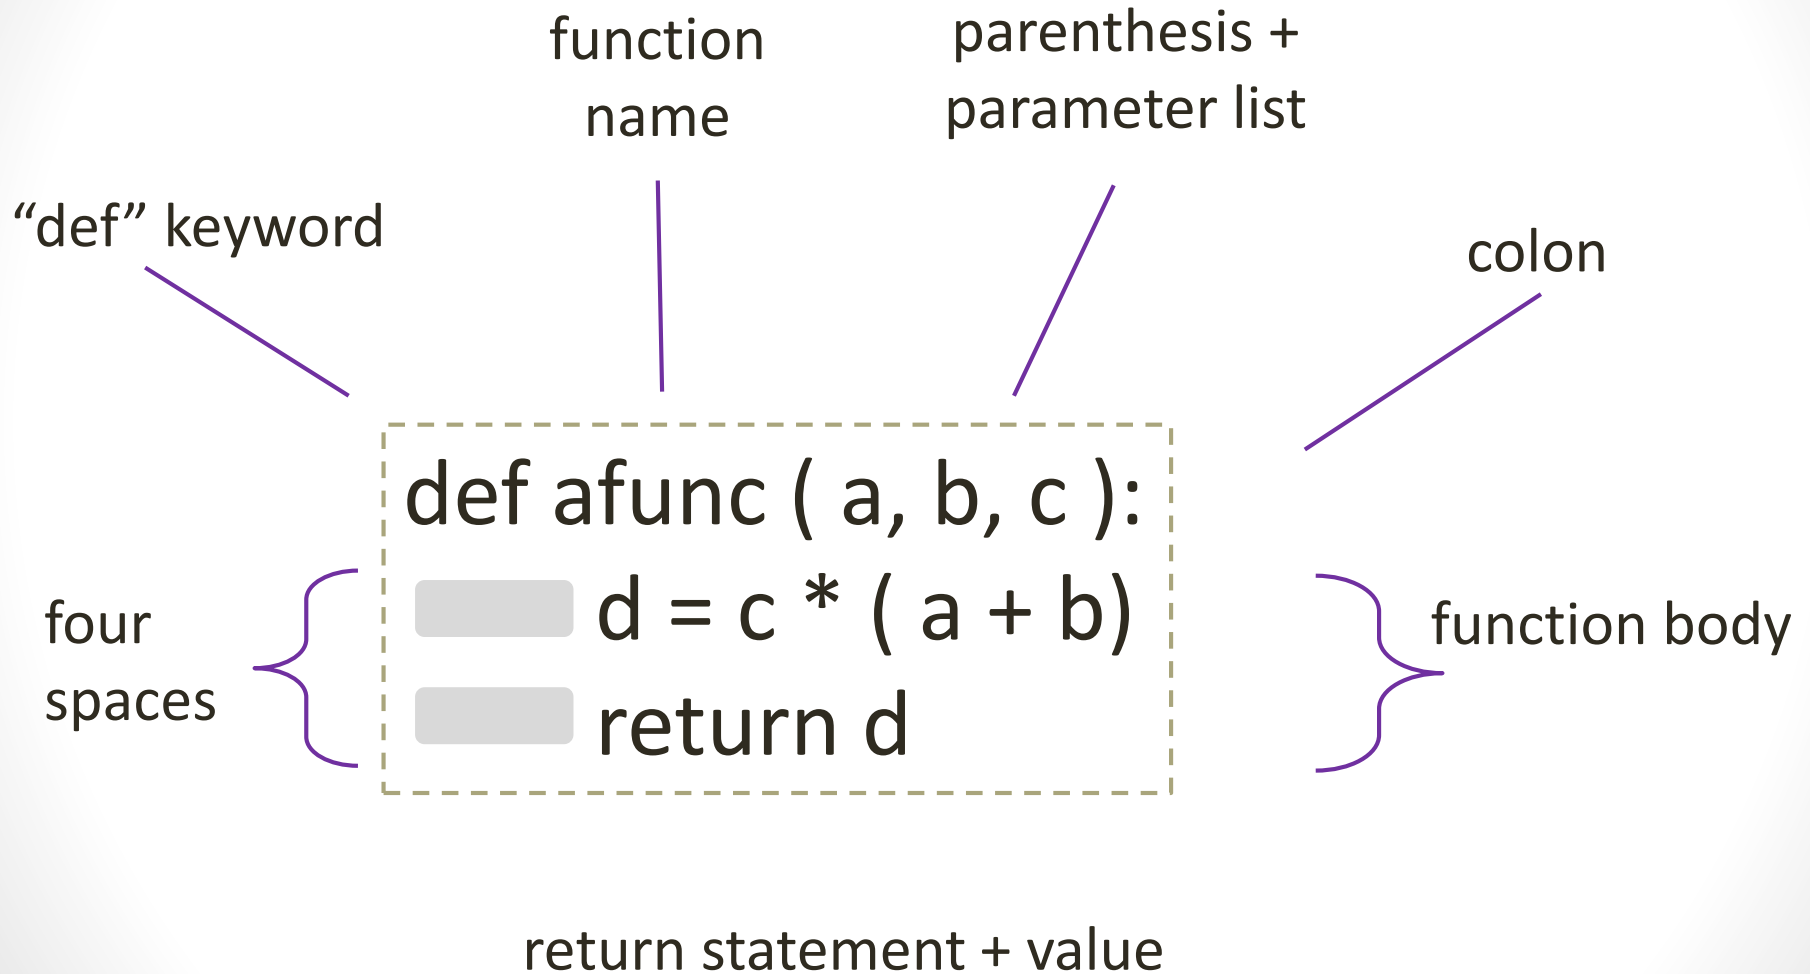 function
name
parenthesis +
parameter list
“def” keyword
colon
def afunc ( a, b, c ):
d = c * ( a + b)
return d
four
spaces
function body
return statement + value